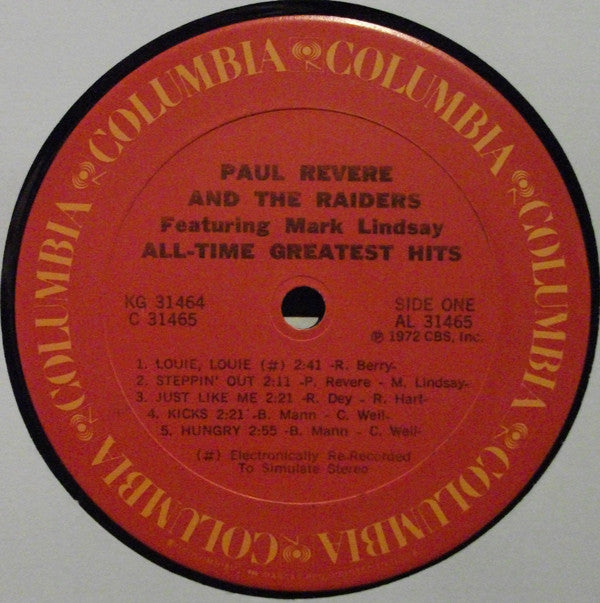 COLUMBIA COLUMBIA COLUMBIA COLUMBIA COLUMBIA COLUMBIA
PAUL REVERE
AND THE RAIDERS
Featuring Mark Lindsay
ALL-TIME GREATEST HITS
KG 31464
C 31465
SIDE ONE
AL 31465
Ⓟ 1972 CBS, Inc.
1. LOUIE, LOUIE (#) 2:41 -R. Berry-
2. STEPPIN' OUT 2:11 -P. Revere - M. Lindsay-
3. JUST LIKE ME 2:21 -R. Dey - R. Hart-
4. KICKS 2:21 -B. Mann - C. Weil-
5. HUNGRY 2:55 -B. Mann - C. Weil-
(#) Electronically Re-Recorded
To Simulate Stereo